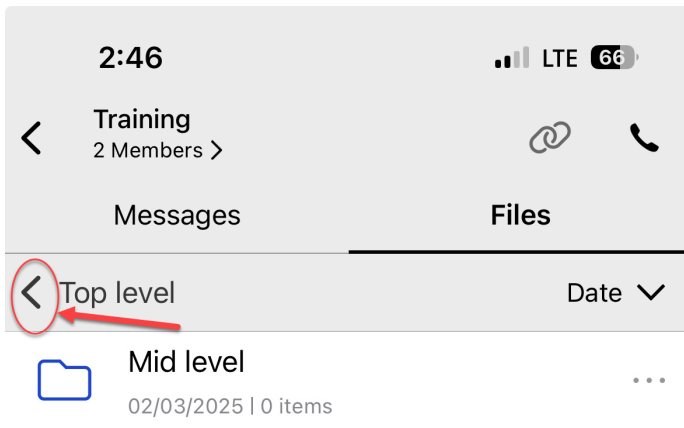 2:46 LTE 66
Training
2 Members
Messages Files
Top level Date
Mid level
02/03/2025 | 0 items